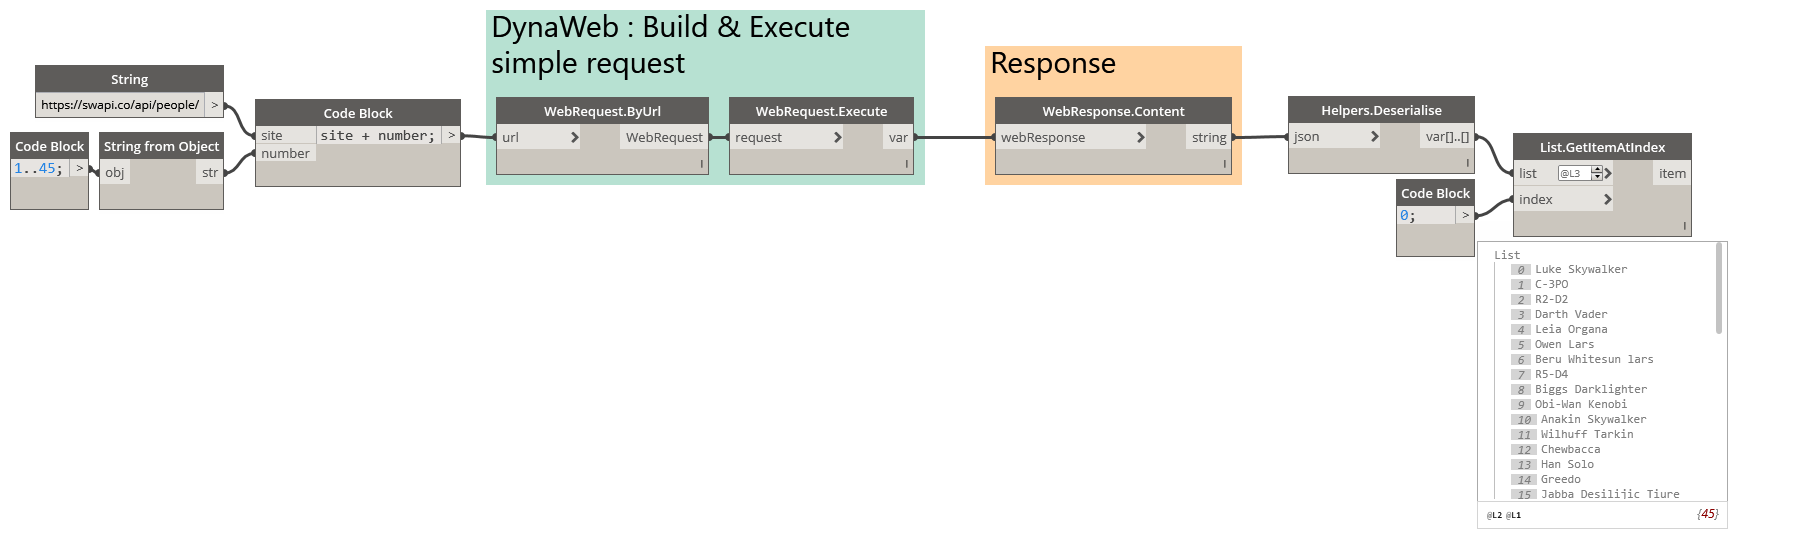 DynaWeb : Build & Execute
simple request
Response
String
https://swapi.co/api/people/ >
Code Block
1..45; >
String from Object
obj str
Code Block
site site + number; >
number
WebRequest.ByUrl
url > WebRequest
l
WebRequest.Execute
request > var
l
WebResponse.Content
webResponse > string
l
Helpers.Deserialise
json > var[]..[]
l
Code Block
0; >
List.GetItemAtIndex
list @L3 > item
index >
l
List
0 Luke Skywalker
1 C-3PO
2 R2-D2
3 Darth Vader
4 Leia Organa
5 Owen Lars
6 Beru Whitesun lars
7 R5-D4
8 Biggs Darklighter
9 Obi-Wan Kenobi
10 Anakin Skywalker
11 Wilhuff Tarkin
12 Chewbacca
13 Han Solo
14 Greedo
15 Jabba Desilijic Tiure
@L2 @L1 {45}